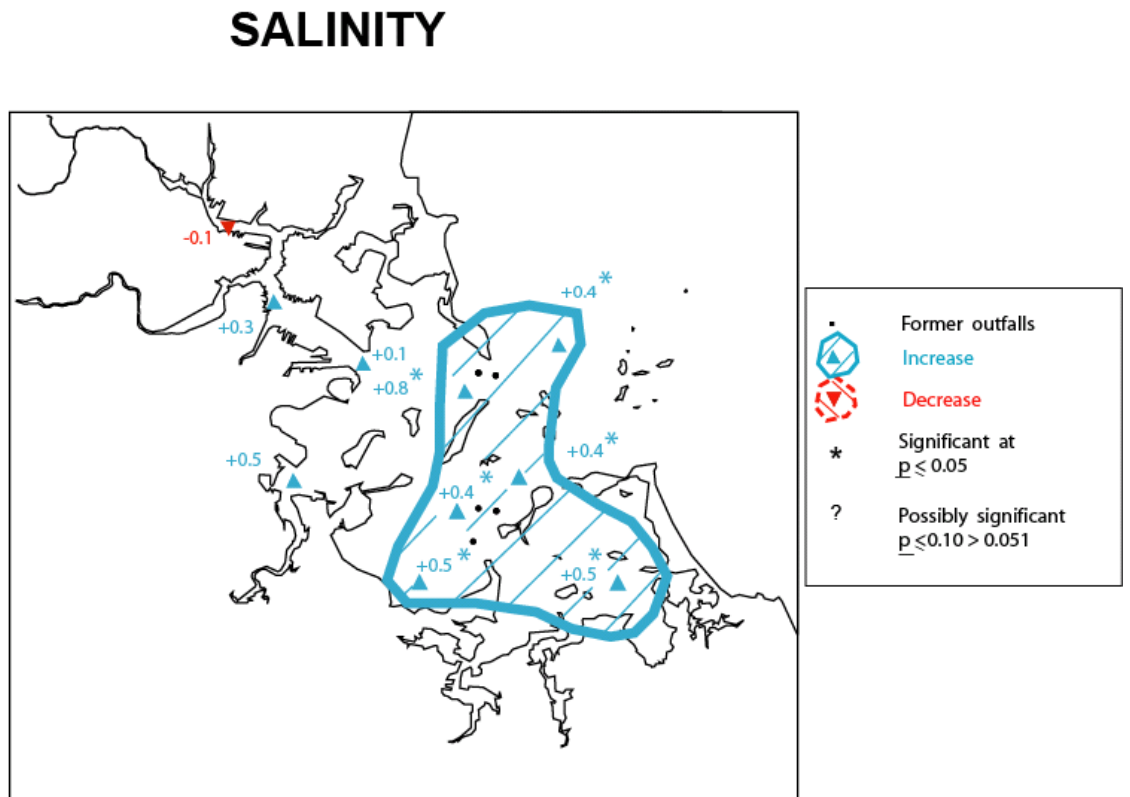 SALINITY
-0.1
+0.3
+0.4 *
+0.1
+0.8 *
+0.5
+0.4 *
+0.4 *
+0.5 *
+0.5 *
Former outfalls
Increase
Decrease
* Significant at
p ≤ 0.05
? Possibly significant
p ≤0.10 > 0.051